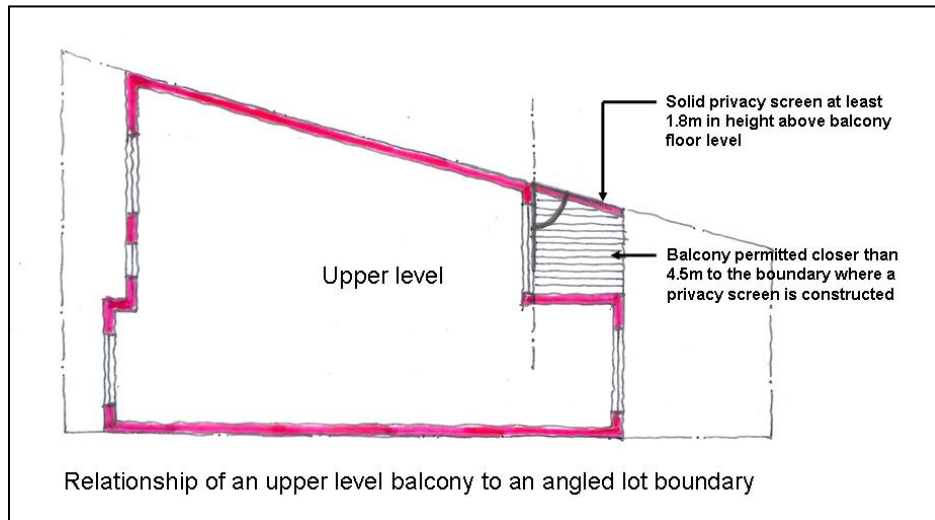 Solid privacy screen at least
1.8m in height above balcony
floor level
Upper level
Balcony permitted closer than
4.5m to the boundary where a
privacy screen is constructed
Relationship of an upper level balcony to an angled lot boundary